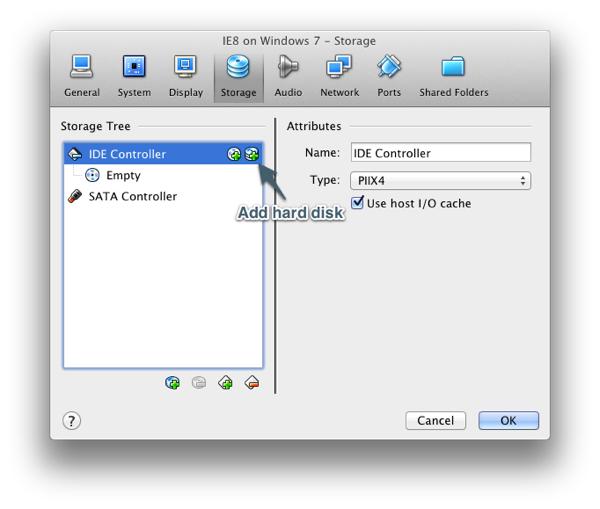 IE8 on Windows 7 – Storage
General System Display Storage Audio Network Ports Shared Folders
Storage Tree
IDE Controller
Empty
SATA Controller
Add hard disk
Attributes
Name: IDE Controller
Type: PIIX4
Use host I/O cache
?
Cancel OK